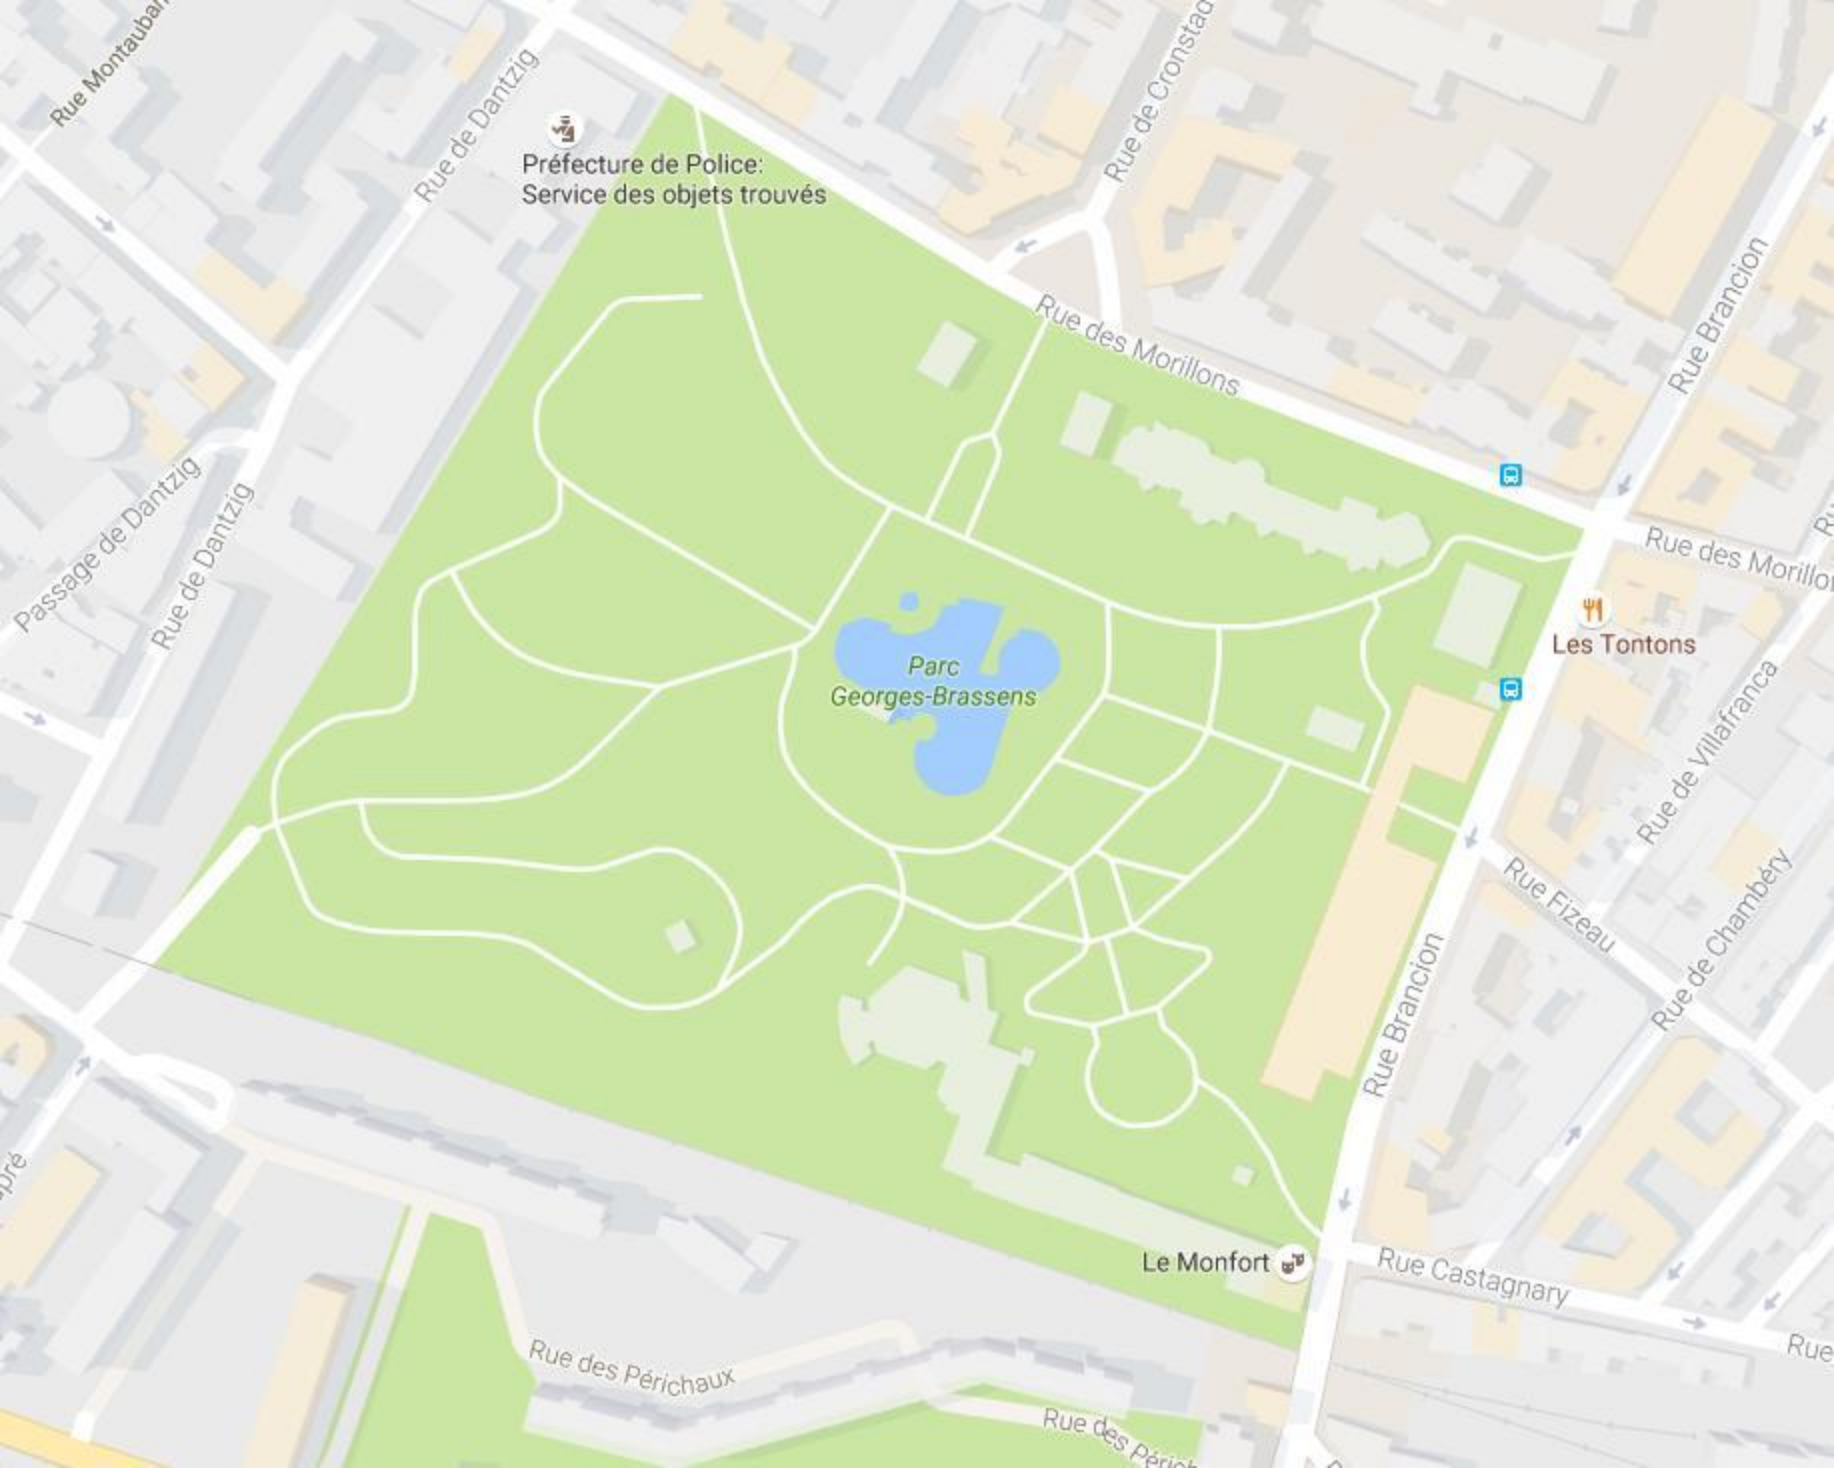 Rue Montauban
Rue de Dantzig
Préfecture de Police:
Service des objets trouvés
Rue de Cronstad
Rue des Morillons
Rue Brancion
Passage de Dantzig
Rue de Dantzig
Rue des Morillo
Les Tontons
Parc
Georges-Brassens
Rue de Villafranca
Rue Fizeau
Rue de Chambéry
Rue Brancion
Le Monfort
Rue Castagnary
Rue
Rue des Périchaux
Rue des Périch